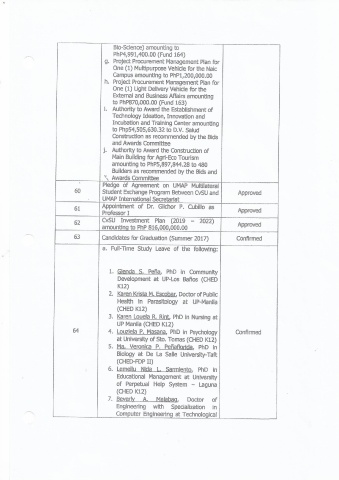 Bio-Science) amounting to
PhP4,991,400.00 (Fund 164)
g. Project Procurement Management Plan for
One (1) Multipurpose Vehicle for the Naic
Campus amounting to PhP1,200,000.00
h. Project Procurement Management Plan for
One (1) Light Delivery Vehicle for the
External and Business Affairs amounting
to PhP870,000.00 (Fund 163)
i. Authority to Award the Establishment of
Technology Ideation, Innovation and
Incubation and Training Center amounting
to Php54,505,630.32 to D.V. Salud
Construction as recommended by the Bids
and Awards Committee
j. Authority to Award the Construction of
Main Building for Agri-Eco Tourism
amounting to PhP5,897,844.28 to 480
Builders as recommended by the Bids and
Awards Committee
60 Pledge of Agreement on UMAP Multilateral Approved
Student Exchange Program Between CvSU and
UMAP International Secretariat
61 Appointment of Dr. Gilchor P. Cubillo as Approved
Professor I
62 CvSU Investment Plan (2019 – 2022) Approved
amounting to PhP 816,000,000.00
63 Candidates for Graduation (Summer 2017) Confirmed
64 a. Full-Time Study Leave of the following: Confirmed
1. Glenda S. Peña, PhD in Community
Development at UP-Los Baños (CHED
K12)
2. Karen Krisia M. Escobar, Doctor of Public
Health in Parasitology at UP-Manila
(CHED K12)
3. Karen Louela R. Rint, PhD in Nursing at
UP Manila (CHED K12)
4. Louziela P. Masana, PhD in Psychology
at University of Sto. Tomas (CHED K12)
5. Ma. Veronica P. Peñaflorida, PhD in
Biology at De La Salle University-Taft
(CHED-FDP II)
6. Lomellu Nida L. Sarmiento, PhD in
Educational Management at University
of Perpetual Help System – Laguna
(CHED K12)
7. Beverly A. Malabag, Doctor of
Engineering with Specialization in
Computer Engineering at Technological